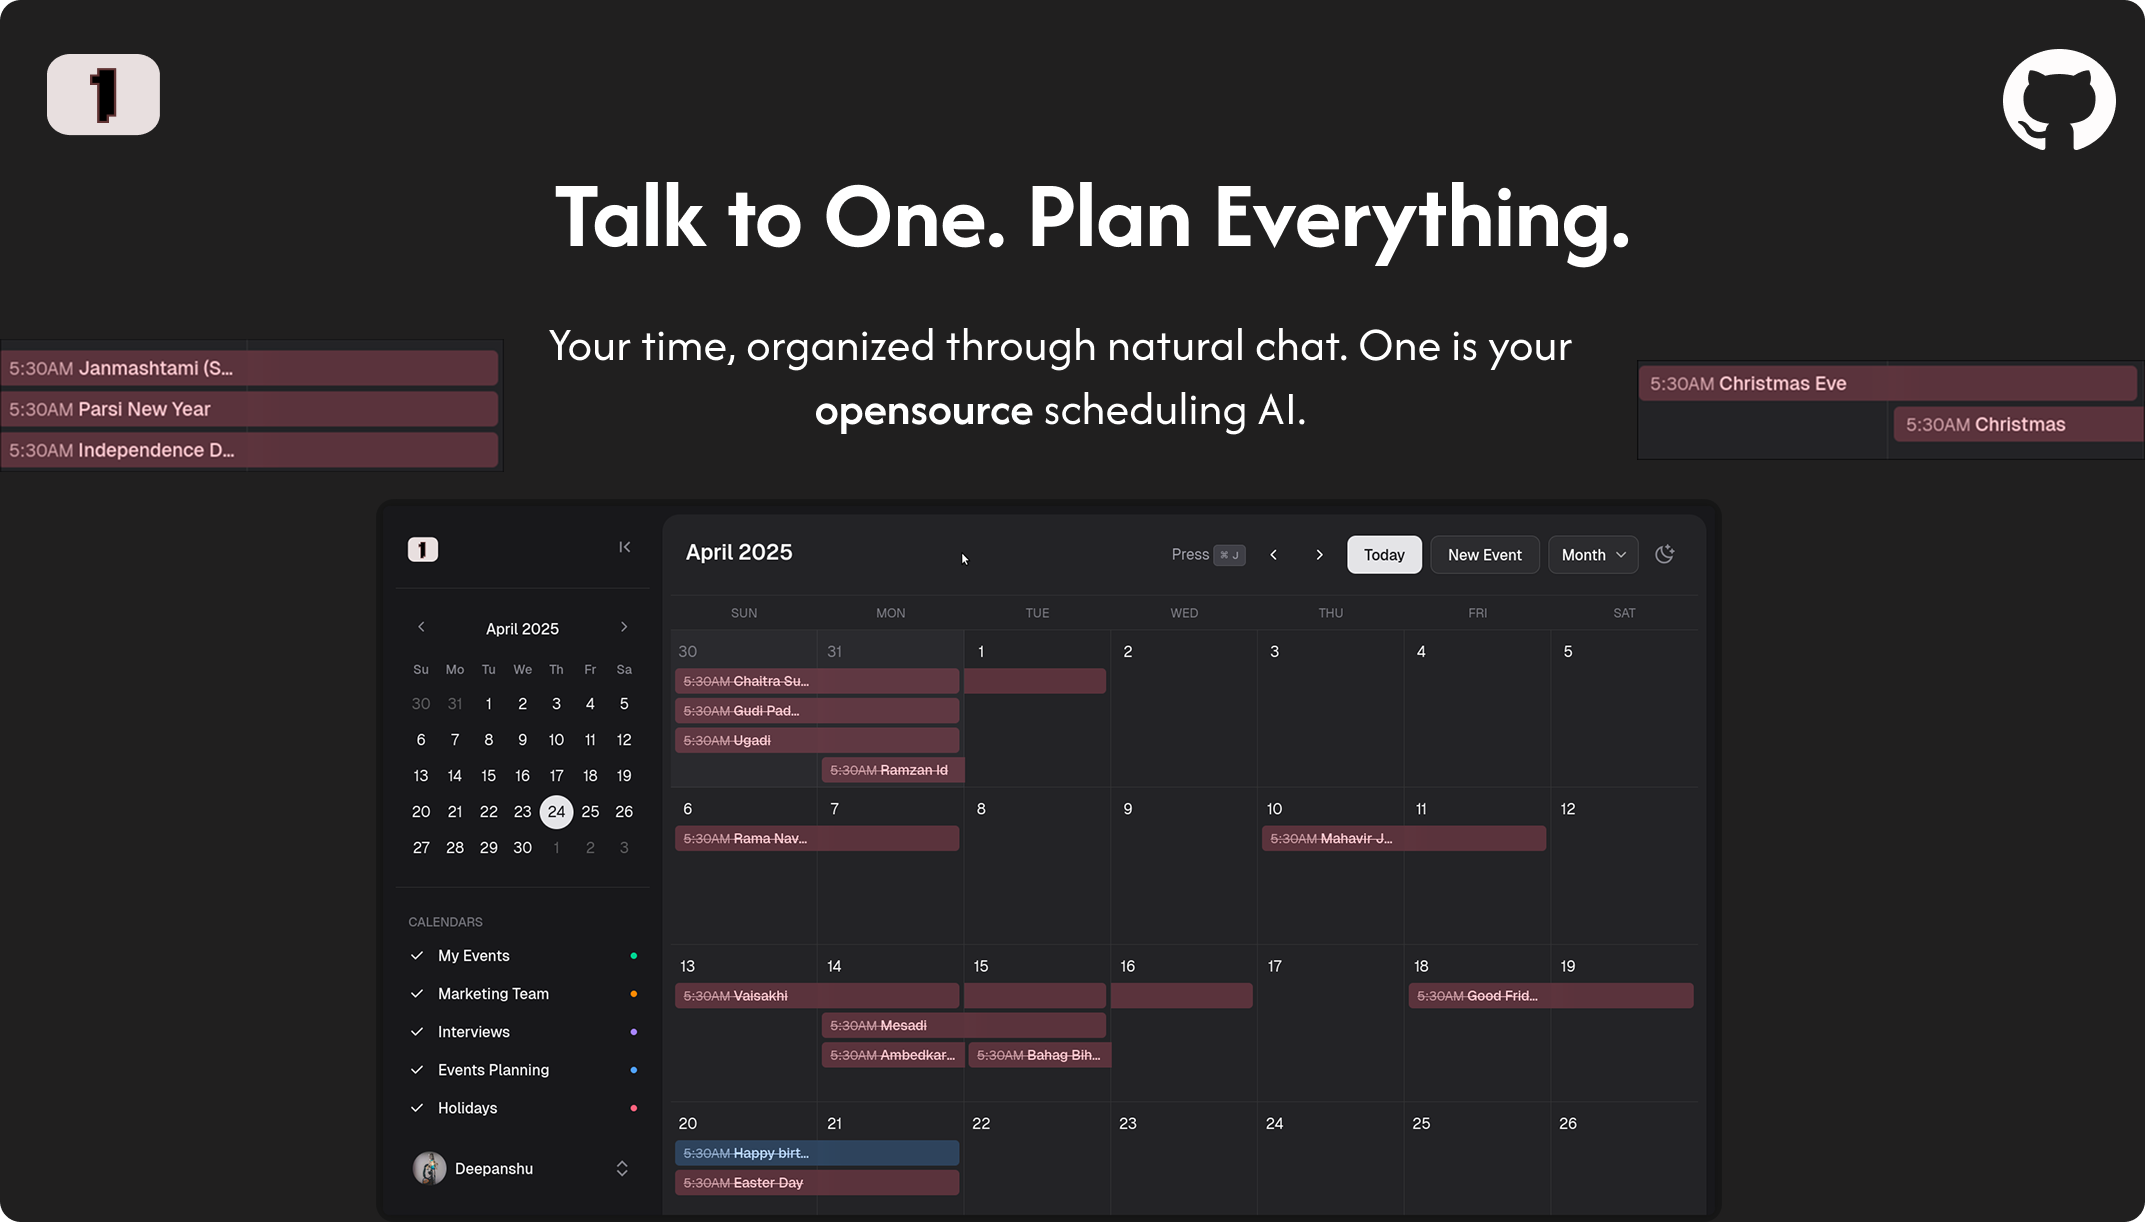 1
Talk to One. Plan Everything.
Your time, organized through natural chat. One is your
opensource scheduling AI.
5:30AM Janmashtami (S...
5:30AM Parsi New Year
5:30AM Independence D...
5:30AM Christmas Eve
5:30AM Christmas
1
April 2025
Su Mo Tu We Th Fr Sa
30 31 1 2 3 4 5
6 7 8 9 10 11 12
13 14 15 16 17 18 19
20 21 22 23 24 25 26
27 28 29 30 1 2 3
CALENDARS
My Events
Marketing Team
Interviews
Events Planning
Holidays
Deepanshu
April 2025
Press ⌘ J
Today
New Event
Month
SUN MON TUE WED THU FRI SAT
30 31 1 2 3 4 5
5:30AM Chaitra Su...
5:30AM Gudi Pad...
5:30AM Ugadi
5:30AM Ramzan Id
6 7 8 9 10 11 12
5:30AM Rama Nav... 5:30AM Mahavir J...
13 14 15 16 17 18 19
5:30AM Vaisakhi 5:30AM Good Frid...
5:30AM Mesadi
5:30AM Ambedkar... 5:30AM Bahag Bih...
20 21 22 23 24 25 26
5:30AM Happy birt...
5:30AM Easter Day